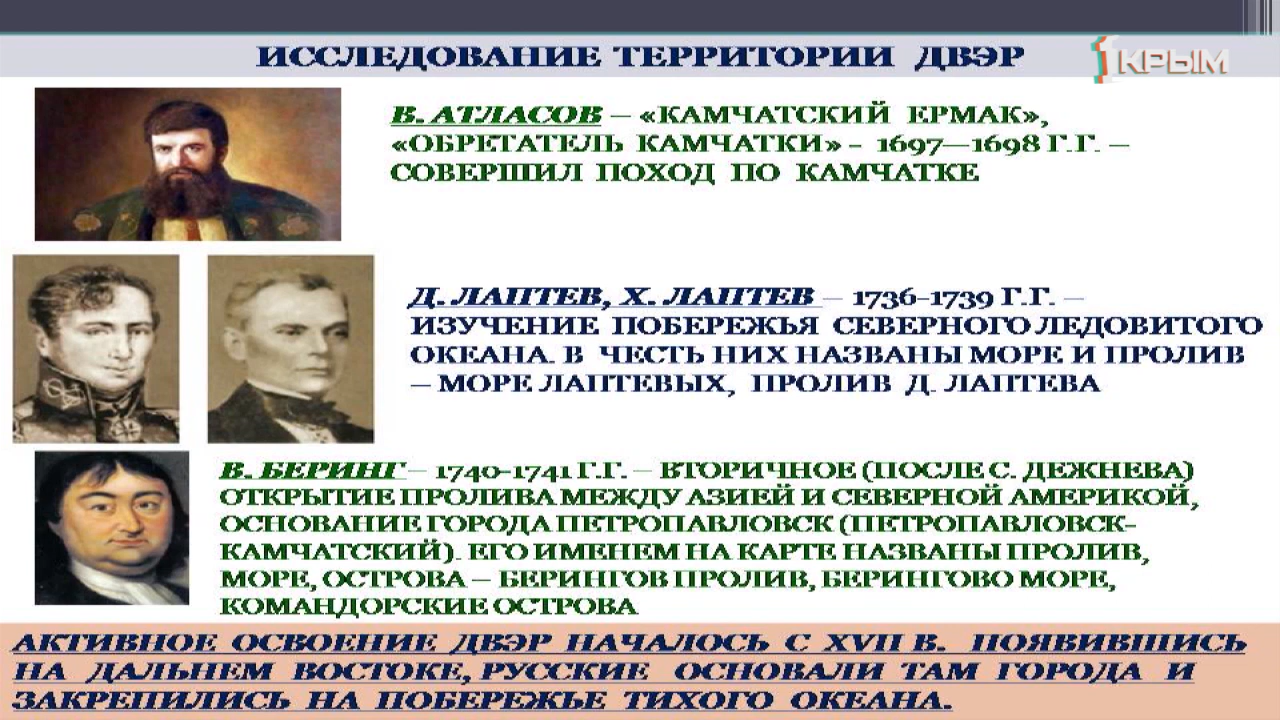 ИССЛЕДОВАНИЕ ТЕРРИТОРИИ ДВЭР
1 КРЫМ
В. АТЛАСОВ – «КАМЧАТСКИЙ ЕРМАК»,
«ОБРЕТАТЕЛЬ КАМЧАТКИ» - 1697—1698 Г.Г. –
СОВЕРШИЛ ПОХОД ПО КАМЧАТКЕ
Д. ЛАПТЕВ, Х. ЛАПТЕВ – 1736-1739 Г.Г. –
ИЗУЧЕНИЕ ПОБЕРЕЖЬЯ СЕВЕРНОГО ЛЕДОВИТОГО
ОКЕАНА. В ЧЕСТЬ НИХ НАЗВАНЫ МОРЕ И ПРОЛИВ
– МОРЕ ЛАПТЕВЫХ, ПРОЛИВ Д. ЛАПТЕВА
В. БЕРИНГ – 1740-1741 Г.Г. – ВТОРИЧНОЕ (ПОСЛЕ С. ДЕЖНЕВА)
ОТКРЫТИЕ ПРОЛИВА МЕЖДУ АЗИЕЙ И СЕВЕРНОЙ АМЕРИКОЙ,
ОСНОВАНИЕ ГОРОДА ПЕТРОПАВЛОВСК (ПЕТРОПАВЛОВСК-
КАМЧАТСКИЙ). ЕГО ИМЕНЕМ НА КАРТЕ НАЗВАНЫ ПРОЛИВ,
МОРЕ, ОСТРОВА – БЕРИНГОВ ПРОЛИВ, БЕРИНГОВО МОРЕ,
КОМАНДОРСКИЕ ОСТРОВА
АКТИВНОЕ ОСВОЕНИЕ ДВЭР НАЧАЛОСЬ С XVII В. ПОЯВИВШИСЬ
НА ДАЛЬНЕМ ВОСТОКЕ, РУССКИЕ ОСНОВАЛИ ТАМ ГОРОДА И
ЗАКРЕПИЛИСЬ НА ПОБЕРЕЖЬЕ ТИХОГО ОКЕАНА.